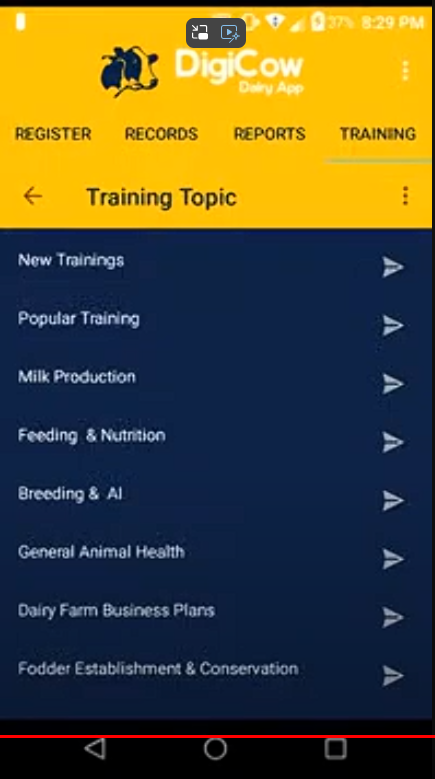 37% 8:29 PM
DigiCow
Dairy App
REGISTER RECORDS REPORTS TRAINING
Training Topic
New Trainings
Popular Training
Milk Production
Feeding & Nutrition
Breeding & AI
General Animal Health
Dairy Farm Business Plans
Fodder Establishment & Conservation